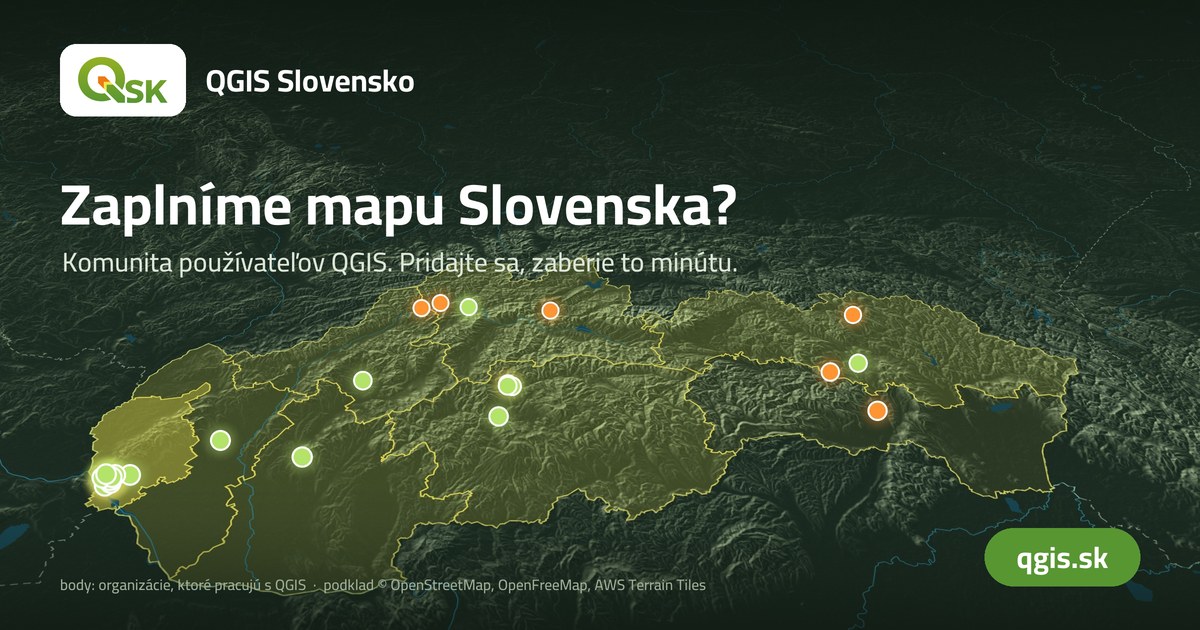 QSK
QGIS Slovensko
Zaplníme mapu Slovenska?
Komunita používateľov QGIS. Pridajte sa, zaberie to minútu.
qgis.sk
body: organizácie, ktoré pracujú s QGIS · podklad © OpenStreetMap, OpenFreeMap, AWS Terrain Tiles